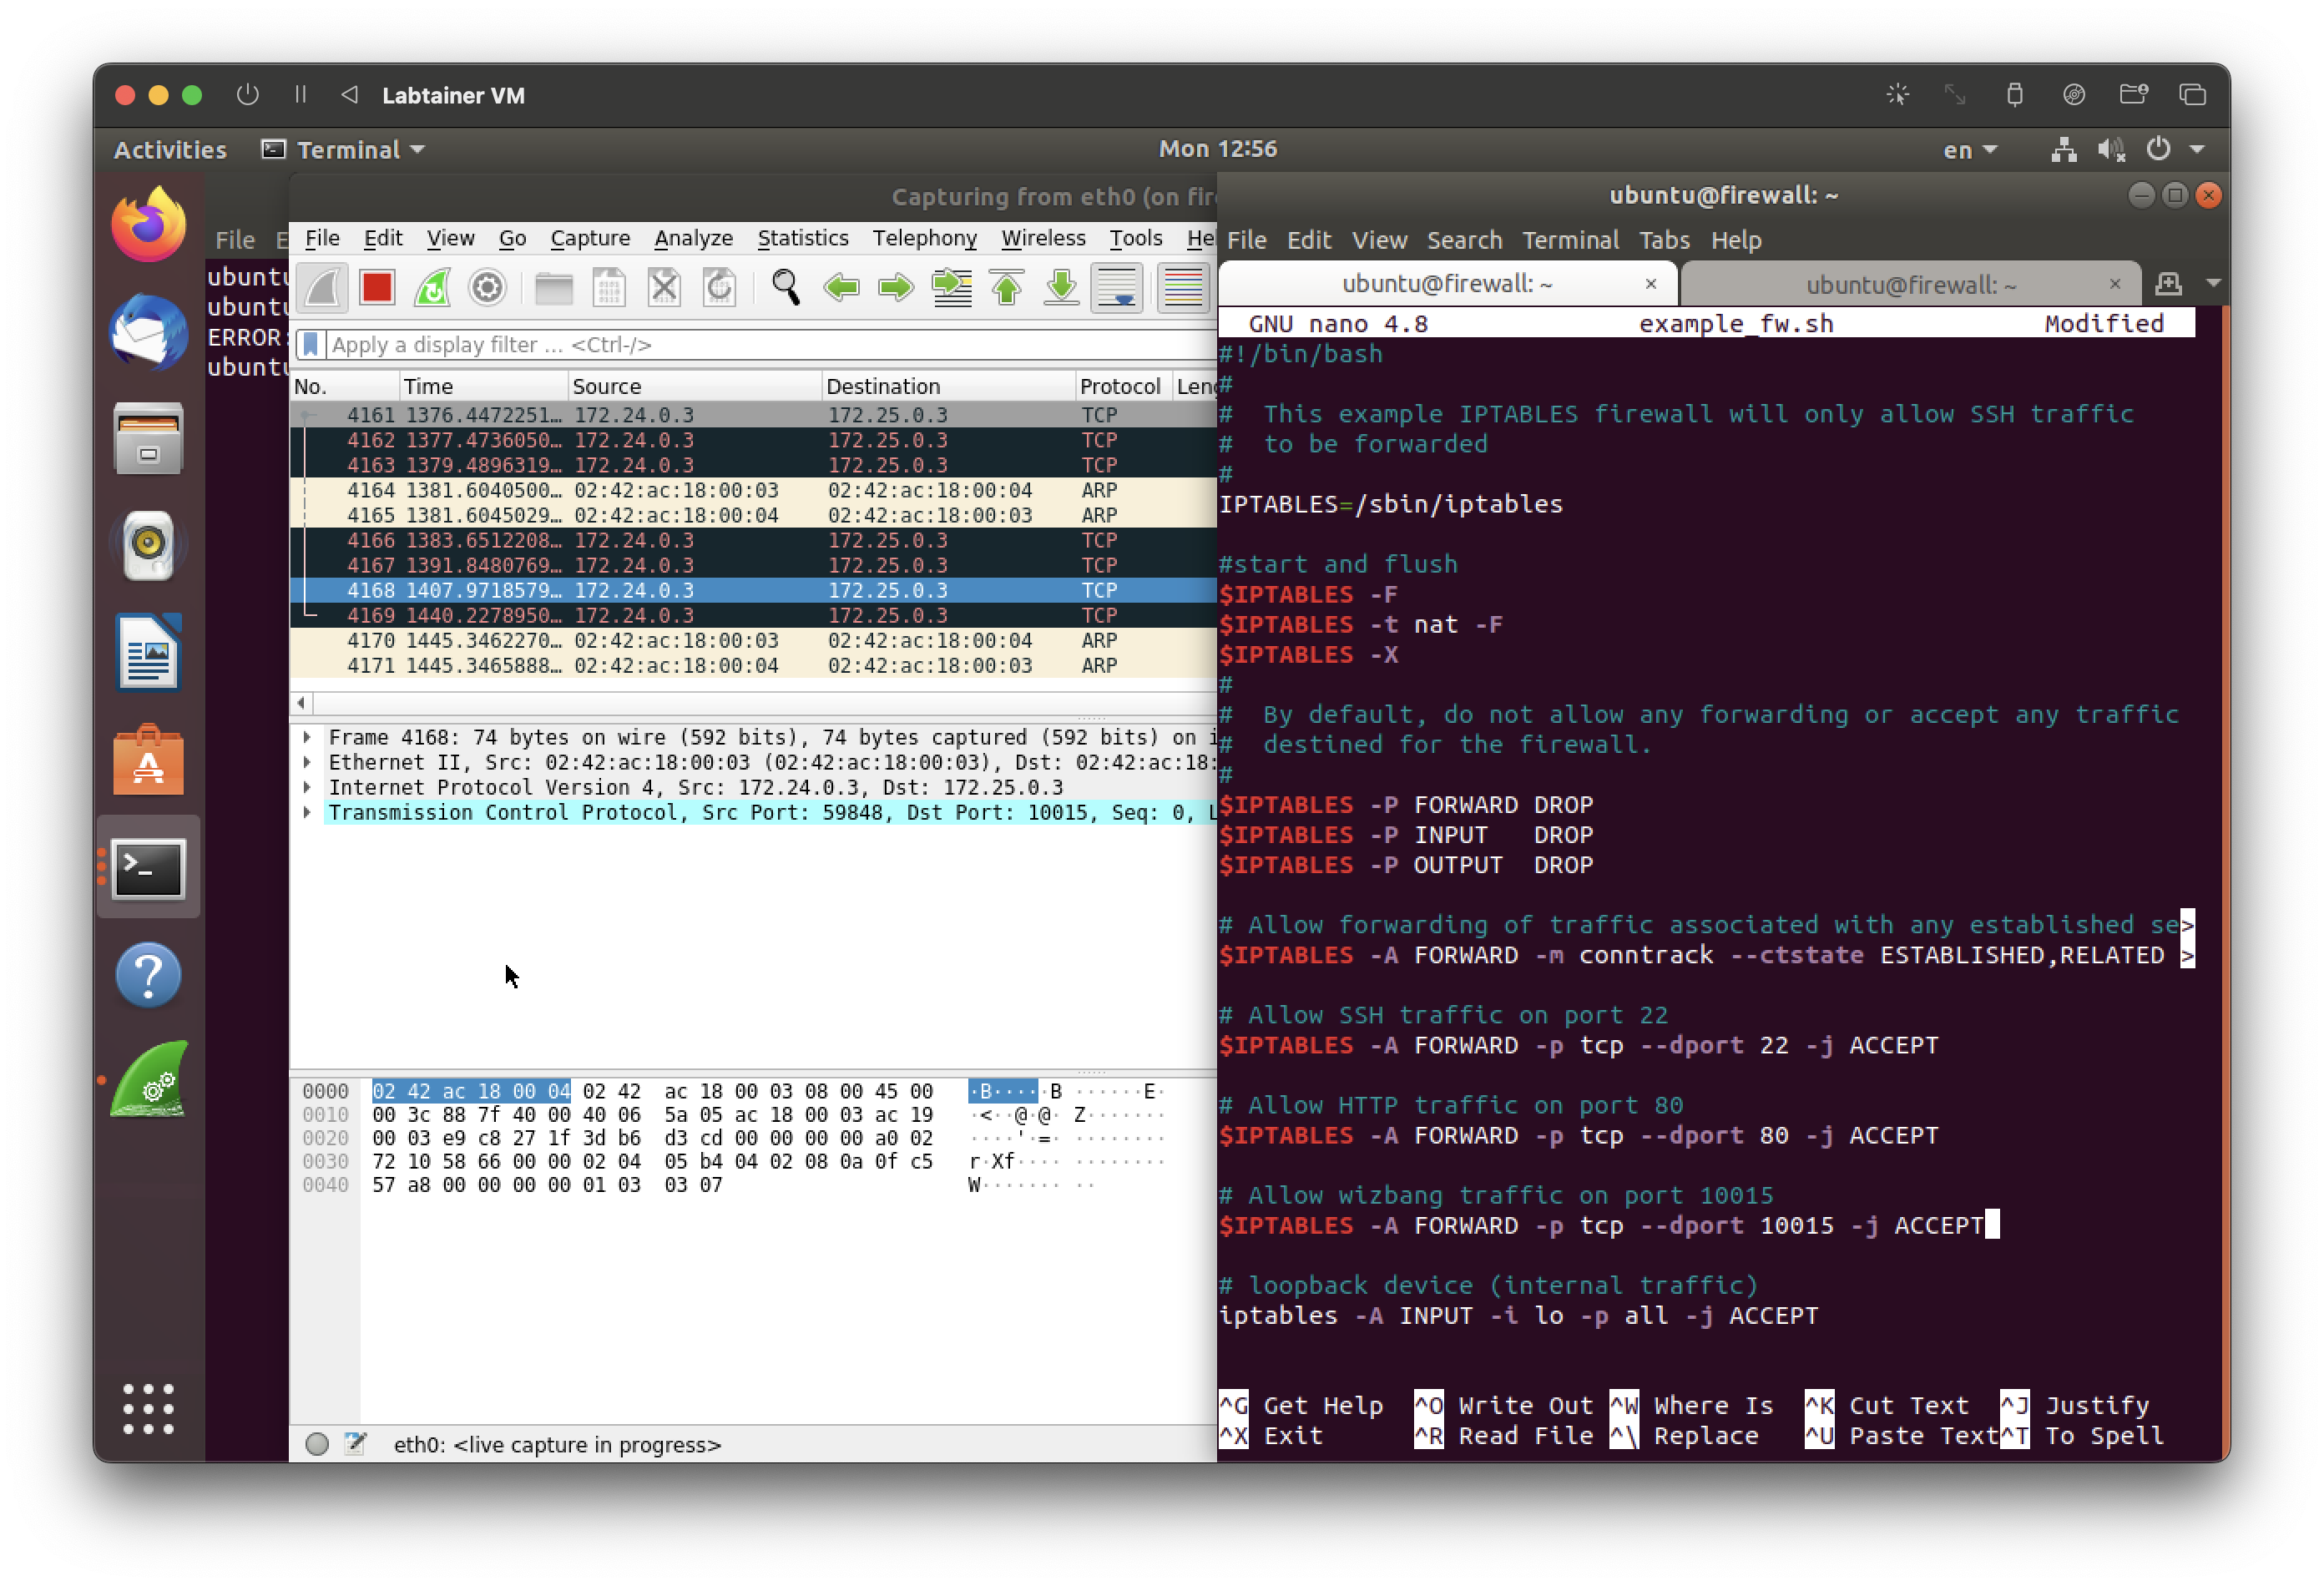 Labtainer VM
Activities
Terminal
Mon 12:56
en
File E
ubuntu
ubuntu
ERROR:
ubuntu
Capturing from eth0 (on fir
File Edit View Go Capture Analyze Statistics Telephony Wireless Tools Hel
Apply a display filter ... <Ctrl-/>
No. Time Source Destination Protocol Leng
4161 1376.4472251… 172.24.0.3 172.25.0.3 TCP
4162 1377.4736050… 172.24.0.3 172.25.0.3 TCP
4163 1379.4896319… 172.24.0.3 172.25.0.3 TCP
4164 1381.6040500… 02:42:ac:18:00:03 02:42:ac:18:00:04 ARP
4165 1381.6045029… 02:42:ac:18:00:04 02:42:ac:18:00:03 ARP
4166 1383.6512208… 172.24.0.3 172.25.0.3 TCP
4167 1391.8480769… 172.24.0.3 172.25.0.3 TCP
4168 1407.9718579… 172.24.0.3 172.25.0.3 TCP
4169 1440.2278950… 172.24.0.3 172.25.0.3 TCP
4170 1445.3462270… 02:42:ac:18:00:03 02:42:ac:18:00:04 ARP
4171 1445.3465888… 02:42:ac:18:00:04 02:42:ac:18:00:03 ARP
Frame 4168: 74 bytes on wire (592 bits), 74 bytes captured (592 bits) on i
Ethernet II, Src: 02:42:ac:18:00:03 (02:42:ac:18:00:03), Dst: 02:42:ac:18:
Internet Protocol Version 4, Src: 172.24.0.3, Dst: 172.25.0.3
Transmission Control Protocol, Src Port: 59848, Dst Port: 10015, Seq: 0, L
0000 02 42 ac 18 00 04 02 42 ac 18 00 03 08 00 45 00 ·B····B ······E·
0010 00 3c 88 7f 40 00 40 06 5a 05 ac 18 00 03 ac 19 ·<··@·@· Z·······
0020 00 03 e9 c8 27 1f 3d b6 d3 cd 00 00 00 00 a0 02 ····'·=· ········
0030 72 10 58 66 00 00 02 04 05 b4 04 02 08 0a 0f c5 r·Xf···· ········
0040 57 a8 00 00 00 00 01 03 03 07 W······· ··
eth0: <live capture in progress>
ubuntu@firewall: ~
File Edit View Search Terminal Tabs Help
ubuntu@firewall: ~ × ubuntu@firewall: ~ ×
GNU nano 4.8 example_fw.sh Modified
#!/bin/bash
#
# This example IPTABLES firewall will only allow SSH traffic
# to be forwarded
#
IPTABLES=/sbin/iptables
#start and flush
$IPTABLES -F
$IPTABLES -t nat -F
$IPTABLES -X
#
# By default, do not allow any forwarding or accept any traffic
# destined for the firewall.
#
$IPTABLES -P FORWARD DROP
$IPTABLES -P INPUT DROP
$IPTABLES -P OUTPUT DROP
# Allow forwarding of traffic associated with any established se>
$IPTABLES -A FORWARD -m conntrack --ctstate ESTABLISHED,RELATED >
# Allow SSH traffic on port 22
$IPTABLES -A FORWARD -p tcp --dport 22 -j ACCEPT
# Allow HTTP traffic on port 80
$IPTABLES -A FORWARD -p tcp --dport 80 -j ACCEPT
# Allow wizbang traffic on port 10015
$IPTABLES -A FORWARD -p tcp --dport 10015 -j ACCEPT
# loopback device (internal traffic)
iptables -A INPUT -i lo -p all -j ACCEPT
^G Get Help ^O Write Out ^W Where Is ^K Cut Text ^J Justify
^X Exit ^R Read File ^\ Replace ^U Paste Text ^T To Spell